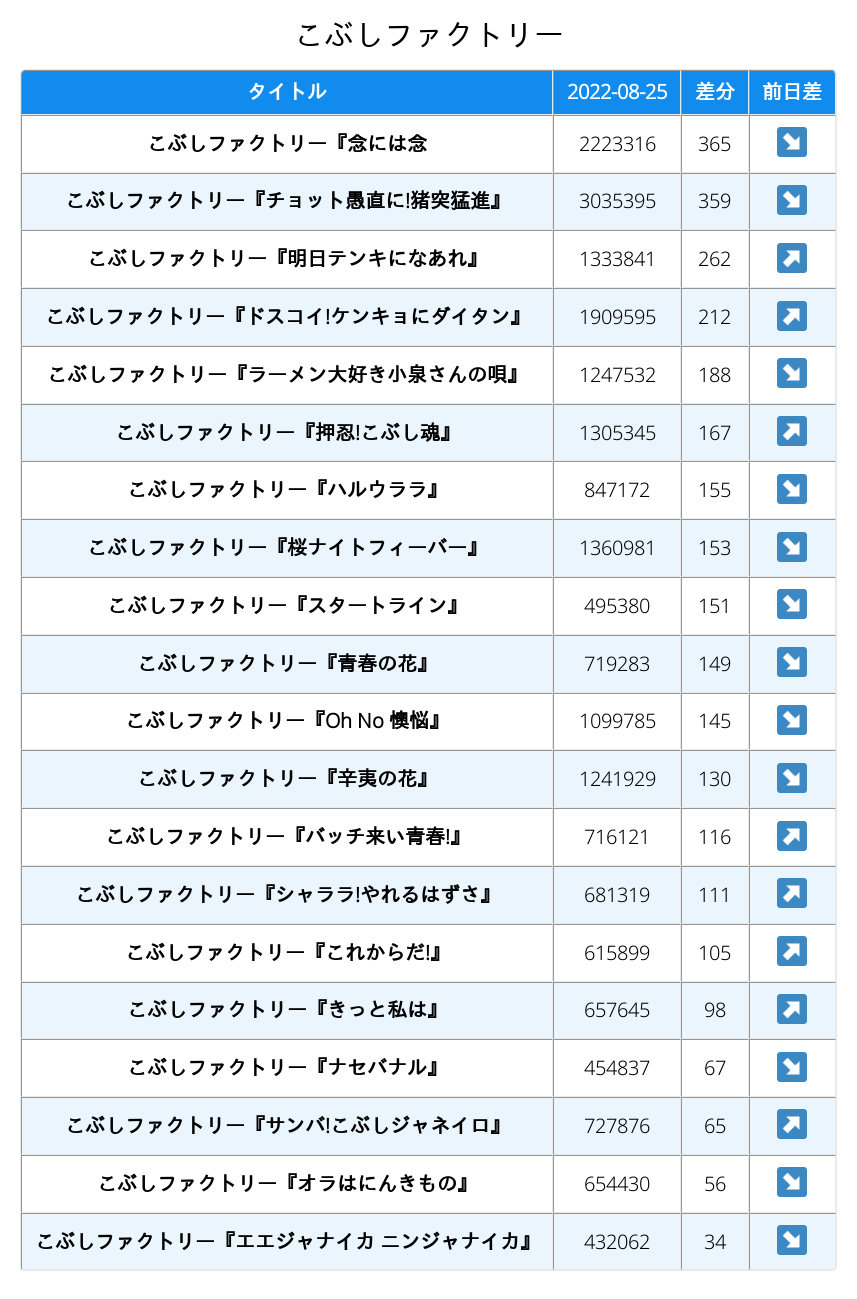 こぶしファクトリー
タイトル 2022-08-25 差分 前日差
こぶしファクトリー『念には念 2223316 365 ↘
こぶしファクトリー『チョット愚直に!猪突猛進』 3035395 359 ↘
こぶしファクトリー『明日テンキになあれ』 1333841 262 ↗
こぶしファクトリー『ドスコイ!ケンキョにダイタン』 1909595 212 ↗
こぶしファクトリー『ラーメン大好き小泉さんの唄』 1247532 188 ↘
こぶしファクトリー『押忍!こぶし魂』 1305345 167 ↗
こぶしファクトリー『ハルウララ』 847172 155 ↘
こぶしファクトリー『桜ナイトフィーバー』 1360981 153 ↘
こぶしファクトリー『スタートライン』 495380 151 ↘
こぶしファクトリー『青春の花』 719283 149 ↘
こぶしファクトリー『Oh No 懊悩』 1099785 145 ↘
こぶしファクトリー『辛夷の花』 1241929 130 ↘
こぶしファクトリー『バッチ来い青春!』 716121 116 ↗
こぶしファクトリー『シャララ!やれるはずさ』 681319 111 ↗
こぶしファクトリー『これからだ!』 615899 105 ↗
こぶしファクトリー『きっと私は』 657645 98 ↗
こぶしファクトリー『ナセバナル』 454837 67 ↘
こぶしファクトリー『サンバ!こぶしジャネイロ』 727876 65 ↗
こぶしファクトリー『オラはにんきもの』 654430 56 ↘
こぶしファクトリー『エエジャナイカ ニンジャナイカ』 432062 34 ↘